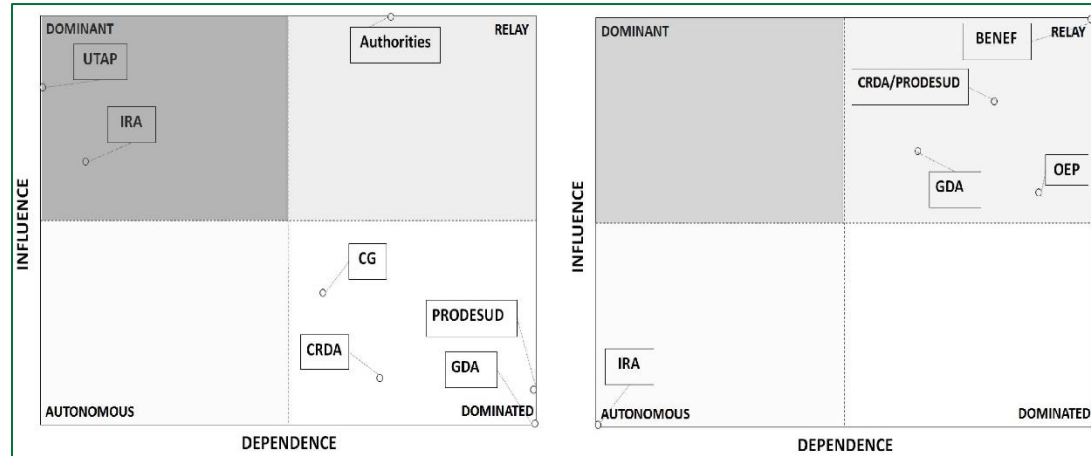 DOMINANT
RELAY
Authorities
UTAP
IRA
CG
PRODESUD
CRDA
GDA
AUTONOMOUS
DOMINATED
INFLUENCE
DEPENDENCE
DOMINANT
BENEF
RELAY
CRDA/PRODESUD
OEP
GDA
IRA
AUTONOMOUS
DOMINATED
INFLUENCE
DEPENDENCE